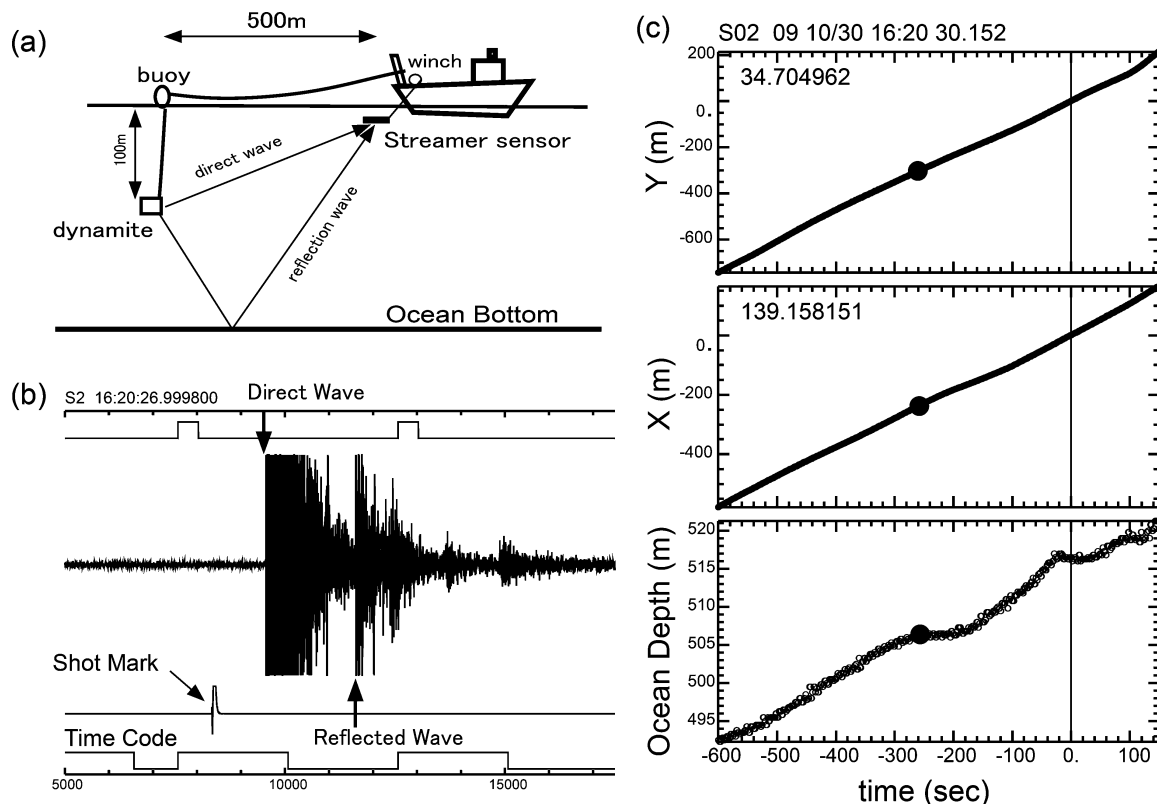 (a)
500m
buoy
winch
100m
direct wave
Streamer sensor
dynamite
reflection wave
Ocean Bottom
(b)
Direct Wave
S2 16:20:26.999800
Shot Mark
Time Code
Reflected Wave
5000 10000 15000
(c)
S02 09 10/30 16:20 30.152
34.704962
Y (m)
200
0.
-200
-400
-600
139.158151
X (m)
0.
-200
-400
Ocean Depth (m)
520
515
510
505
500
495
-600 -500 -400 -300 -200 -100 0. 100
time (sec)